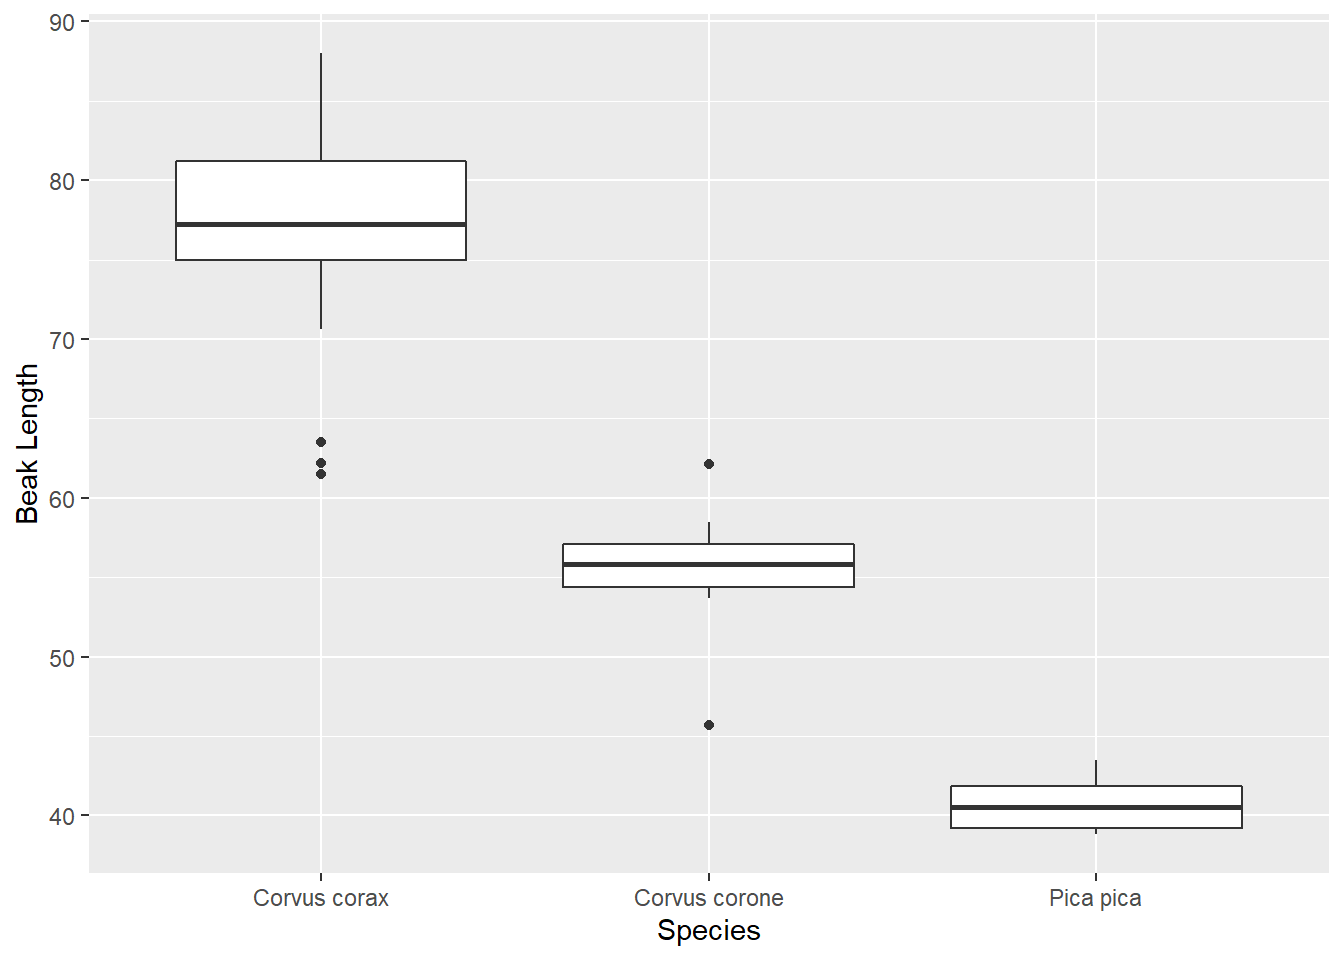 90
80
70
60
50
40
Beak Length
Corvus corax
Corvus corone
Pica pica
Species